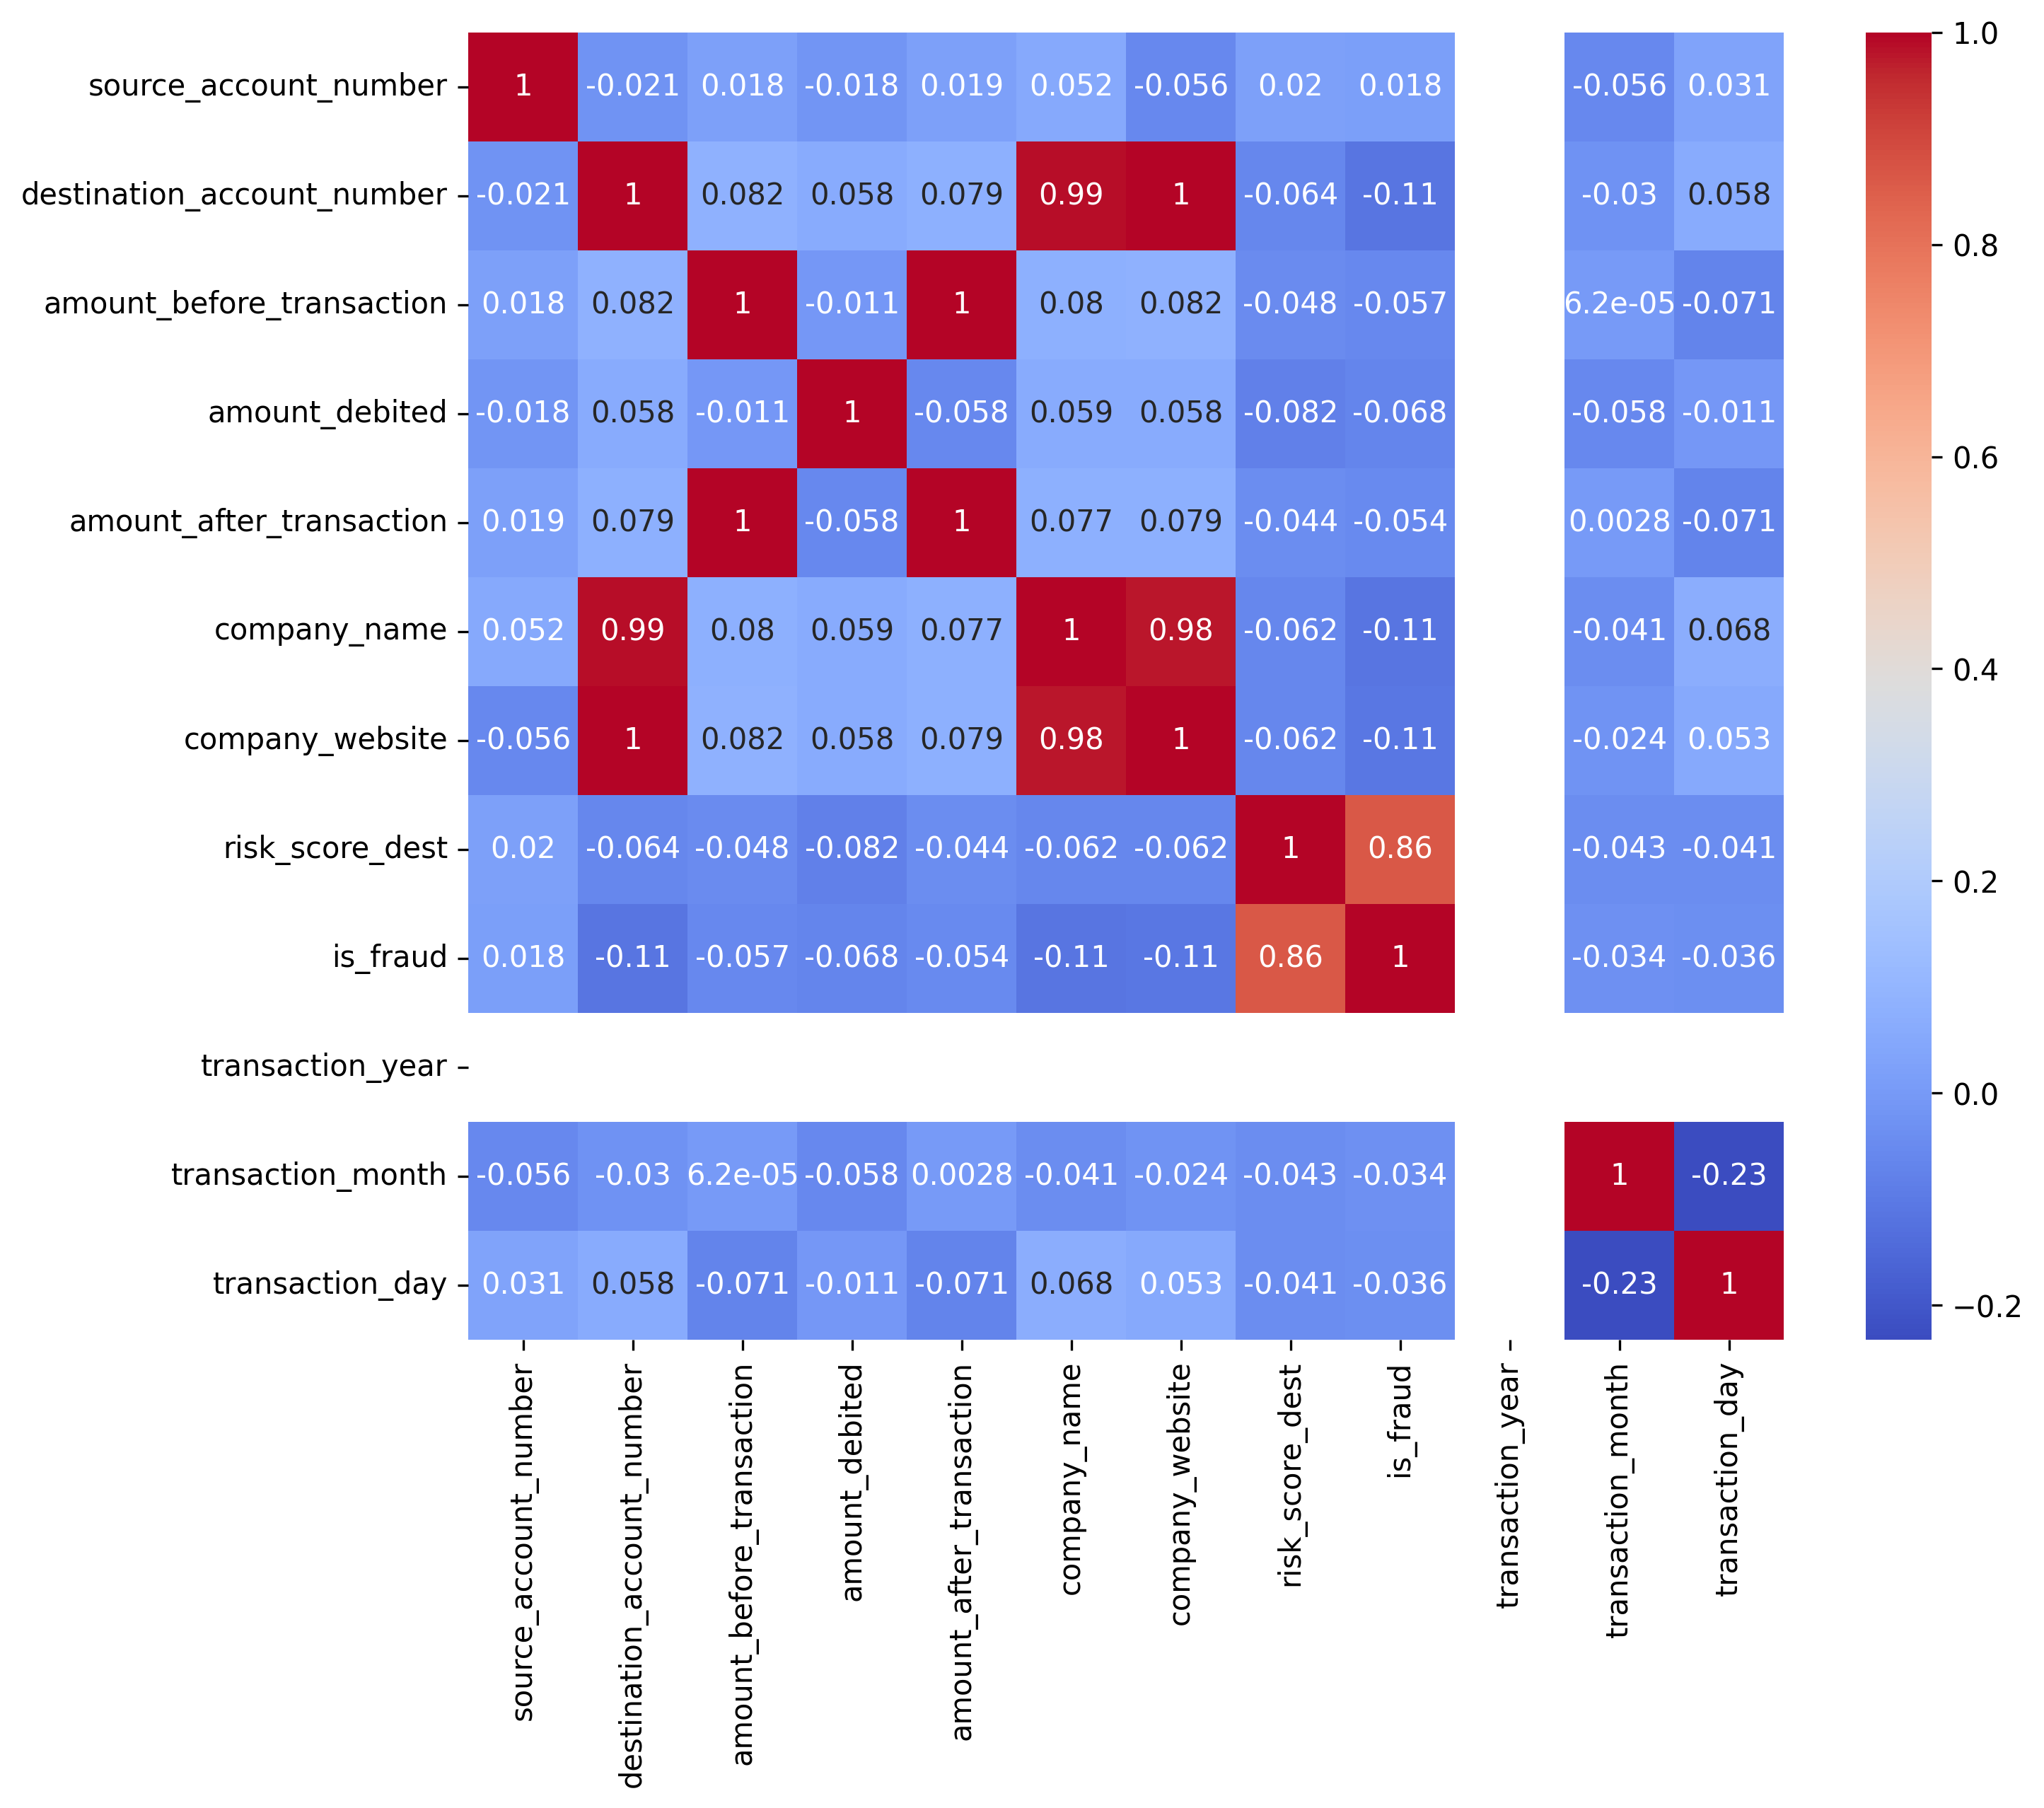 source_account_number 1 -0.021 0.018 -0.018 0.019 0.052 -0.056 0.02 0.018 -0.056 0.031
destination_account_number -0.021 1 0.082 0.058 0.079 0.99 1 -0.064 -0.11 -0.03 0.058
amount_before_transaction 0.018 0.082 1 -0.011 1 0.08 0.082 -0.048 -0.057 6.2e-05 -0.071
amount_debited -0.018 0.058 -0.011 1 -0.058 0.059 0.058 -0.082 -0.068 -0.058 -0.011
amount_after_transaction 0.019 0.079 1 -0.058 1 0.077 0.079 -0.044 -0.054 0.0028 -0.071
company_name 0.052 0.99 0.08 0.059 0.077 1 0.98 -0.062 -0.11 -0.041 0.068
company_website -0.056 1 0.082 0.058 0.079 0.98 1 -0.062 -0.11 -0.024 0.053
risk_score_dest 0.02 -0.064 -0.048 -0.082 -0.044 -0.062 -0.062 1 0.86 -0.043 -0.041
is_fraud 0.018 -0.11 -0.057 -0.068 -0.054 -0.11 -0.11 0.86 1 -0.034 -0.036
transaction_year
transaction_month -0.056 -0.03 6.2e-05 -0.058 0.0028 -0.041 -0.024 -0.043 -0.034 1 -0.23
transaction_day 0.031 0.058 -0.071 -0.011 -0.071 0.068 0.053 -0.041 -0.036 -0.23 1
source_account_number
destination_account_number
amount_before_transaction
amount_debited
amount_after_transaction
company_name
company_website
risk_score_dest
is_fraud
transaction_year
transaction_month
transaction_day
1.0
0.8
0.6
0.4
0.2
0.0
−0.2